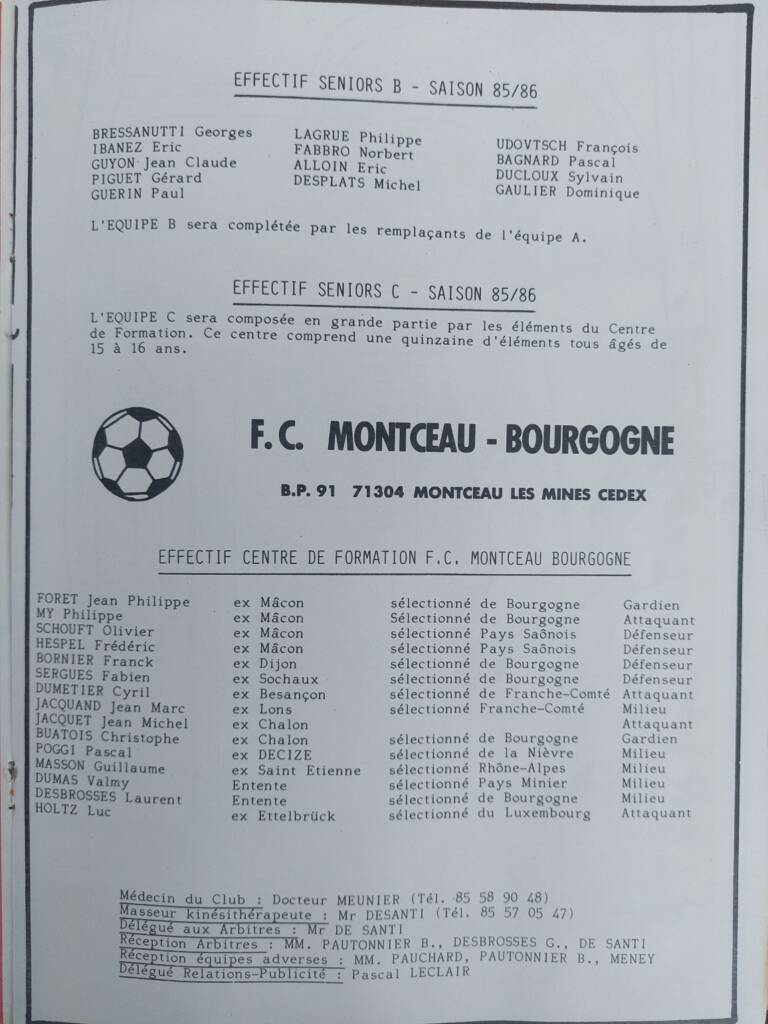 EFFECTIF SENIORS B - SAISON 85/86
BRESSANUTTI Georges LAGRUE Philippe UDOVTSCH François
IBANEZ Eric FABBRO Norbert BAGNARD Pascal
GUYON Jean Claude ALLOIN Eric DUCLOUX Sylvain
PIGUET Gérard DESPLATS Michel GAULIER Dominique
GUERIN Paul
L'EQUIPE B sera complétée par les remplaçants de l'équipe A.
EFFECTIF SENIORS C - SAISON 85/86
L'EQUIPE C sera composée en grande partie par les éléments du Centre
de Formation. Ce centre comprend une quinzaine d'éléments tous âgés de
15 à 16 ans.
F.C. MONTCEAU - BOURGOGNE
B.P. 91 71304 MONTCEAU LES MINES CEDEX
EFFECTIF CENTRE DE FORMATION F.C. MONTCEAU BOURGOGNE
FORET Jean Philippe ex Mâcon sélectionné de Bourgogne Gardien
MY Philippe ex Mâcon Sélectionné de Bourgogne Attaquant
SCHOUFT Olivier ex Mâcon sélectionné Pays Saônois Défenseur
HESPEL Frédéric ex Mâcon sélectionné Pays Saônois Défenseur
BORNIER Franck ex Dijon sélectionné de Bourgogne Défenseur
SERGUES Fabien ex Sochaux sélectionné de Bourgogne Défenseur
DUMETIER Cyril ex Besançon sélectionné de Franche-Comté Attaquant
JACQUAND Jean Marc ex Lons sélectionné Franche-Comté Milieu
JACQUET Jean Michel ex Chalon Attaquant
BUATOIS Christophe ex Chalon sélectionné de Bourgogne Gardien
POGGI Pascal ex DECIZE sélectionné de la Nièvre Milieu
MASSON Guillaume ex Saint Etienne sélectionné Rhône-Alpes Milieu
DUMAS Valmy Entente sélectionné Pays Minier Milieu
DESBROSSES Laurent Entente sélectionné de Bourgogne Milieu
HOLTZ Luc ex Ettelbrück sélectionné du Luxembourg Attaquant
Médecin du Club : Docteur MEUNIER (Tél. 85 58 90 48)
Masseur kinésithérapeute : Mr DESANTI (Tél. 85 57 05 47)
Délégué aux Arbitres : Mr DE SANTI
Réception Arbitres : MM. PAUTONNIER B., DESBROSSES G., DE SANTI
Réception équipes adverses : MM. PAUCHARD, PAUTONNIER B., MENEY
Délégué Relations-Publicité : Pascal LECLAIR